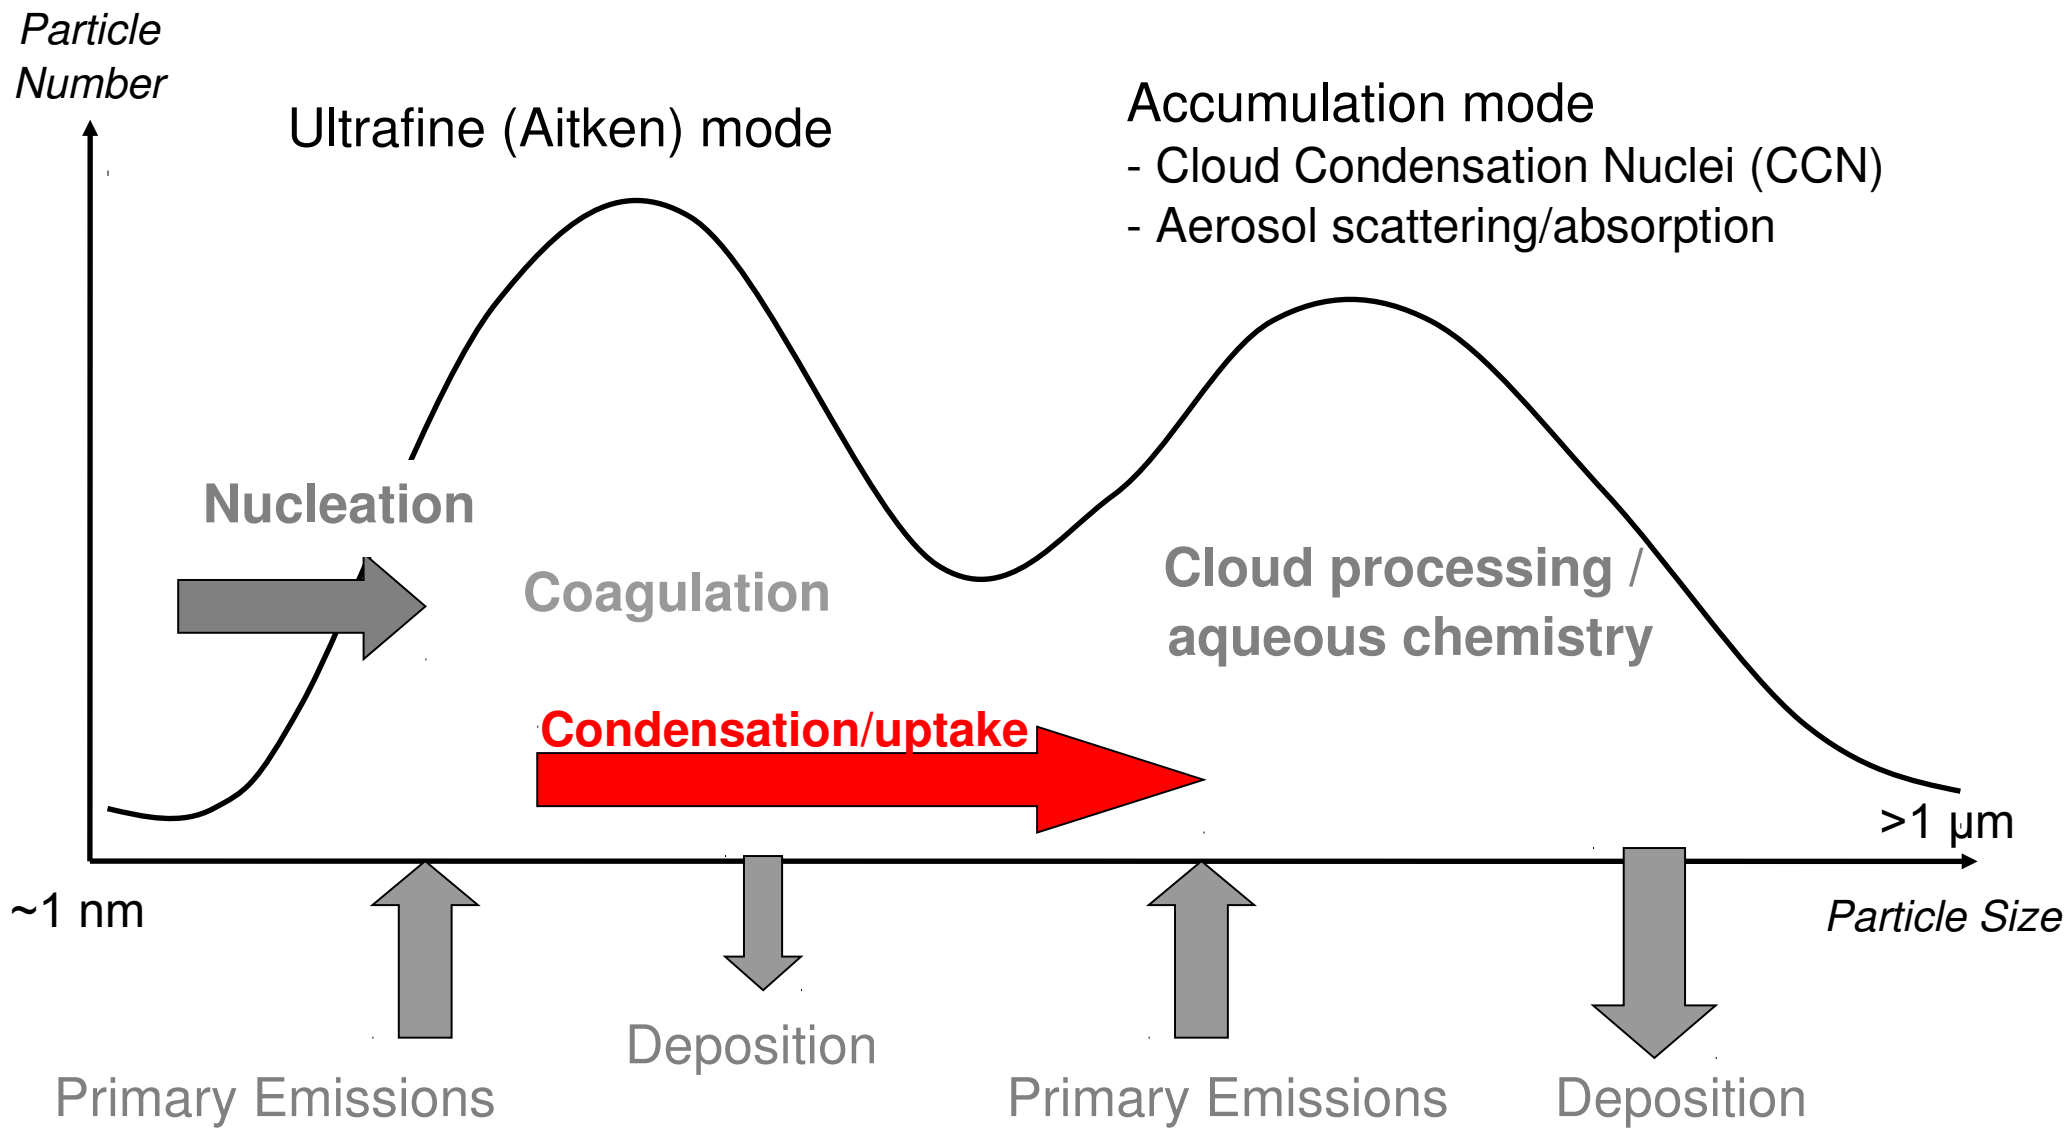 Particle
Number
Ultrafine (Aitken) mode
Accumulation mode
- Cloud Condensation Nuclei (CCN)
- Aerosol scattering/absorption
Nucleation
Coagulation
Cloud processing /
aqueous chemistry
Condensation/uptake
>1 μm
~1 nm
Particle Size
Deposition
Primary Emissions
Primary Emissions
Deposition